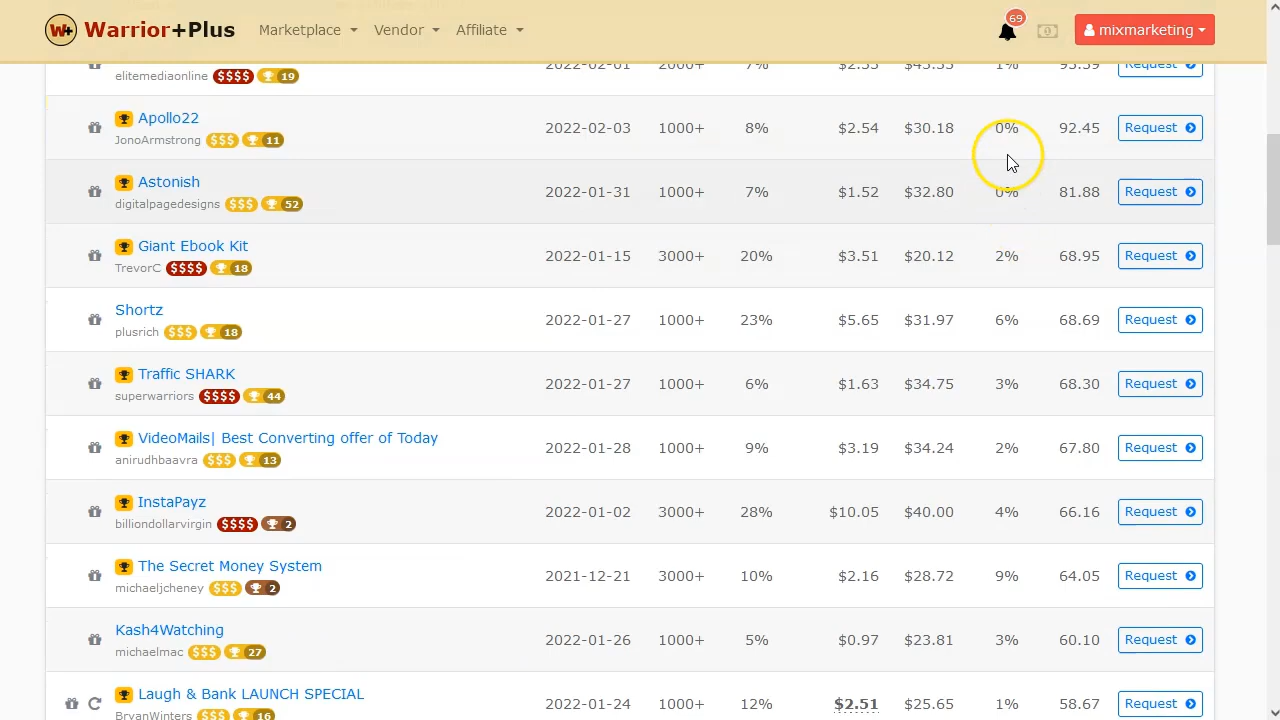 Warrior+Plus Marketplace Vendor Affiliate 69 mixmarketing
elitemediaonline $$$$ 19 2022-02-01 2000+ 7% $2.55 1% Request
Apollo22
JonoArmstrong $$$ 11 2022-02-03 1000+ 8% $2.54 $30.18 0% 92.45 Request
Astonish
digitalpagedesigns $$$ 52 2022-01-31 1000+ 7% $1.52 $32.80 0% 81.88 Request
Giant Ebook Kit
TrevorC $$$$ 18 2022-01-15 3000+ 20% $3.51 $20.12 2% 68.95 Request
Shortz
plusrich $$$ 18 2022-01-27 1000+ 23% $5.65 $31.97 6% 68.69 Request
Traffic SHARK
superwarriors $$$$ 44 2022-01-27 1000+ 6% $1.63 $34.75 3% 68.30 Request
VideoMails| Best Converting offer of Today
anirudhbaavra $$$ 13 2022-01-28 1000+ 9% $3.19 $34.24 2% 67.80 Request
InstaPayz
billiondollarvirgin $$$$ 2 2022-01-02 3000+ 28% $10.05 $40.00 4% 66.16 Request
The Secret Money System
michaeljcheney $$$ 2 2021-12-21 3000+ 10% $2.16 $28.72 9% 64.05 Request
Kash4Watching
michaelmac $$$ 27 2022-01-26 1000+ 5% $0.97 $23.81 3% 60.10 Request
Laugh & Bank LAUNCH SPECIAL
BryanWinters $$$ 16 2022-01-24 1000+ 12% $2.51 $25.65 1% 58.67 Request